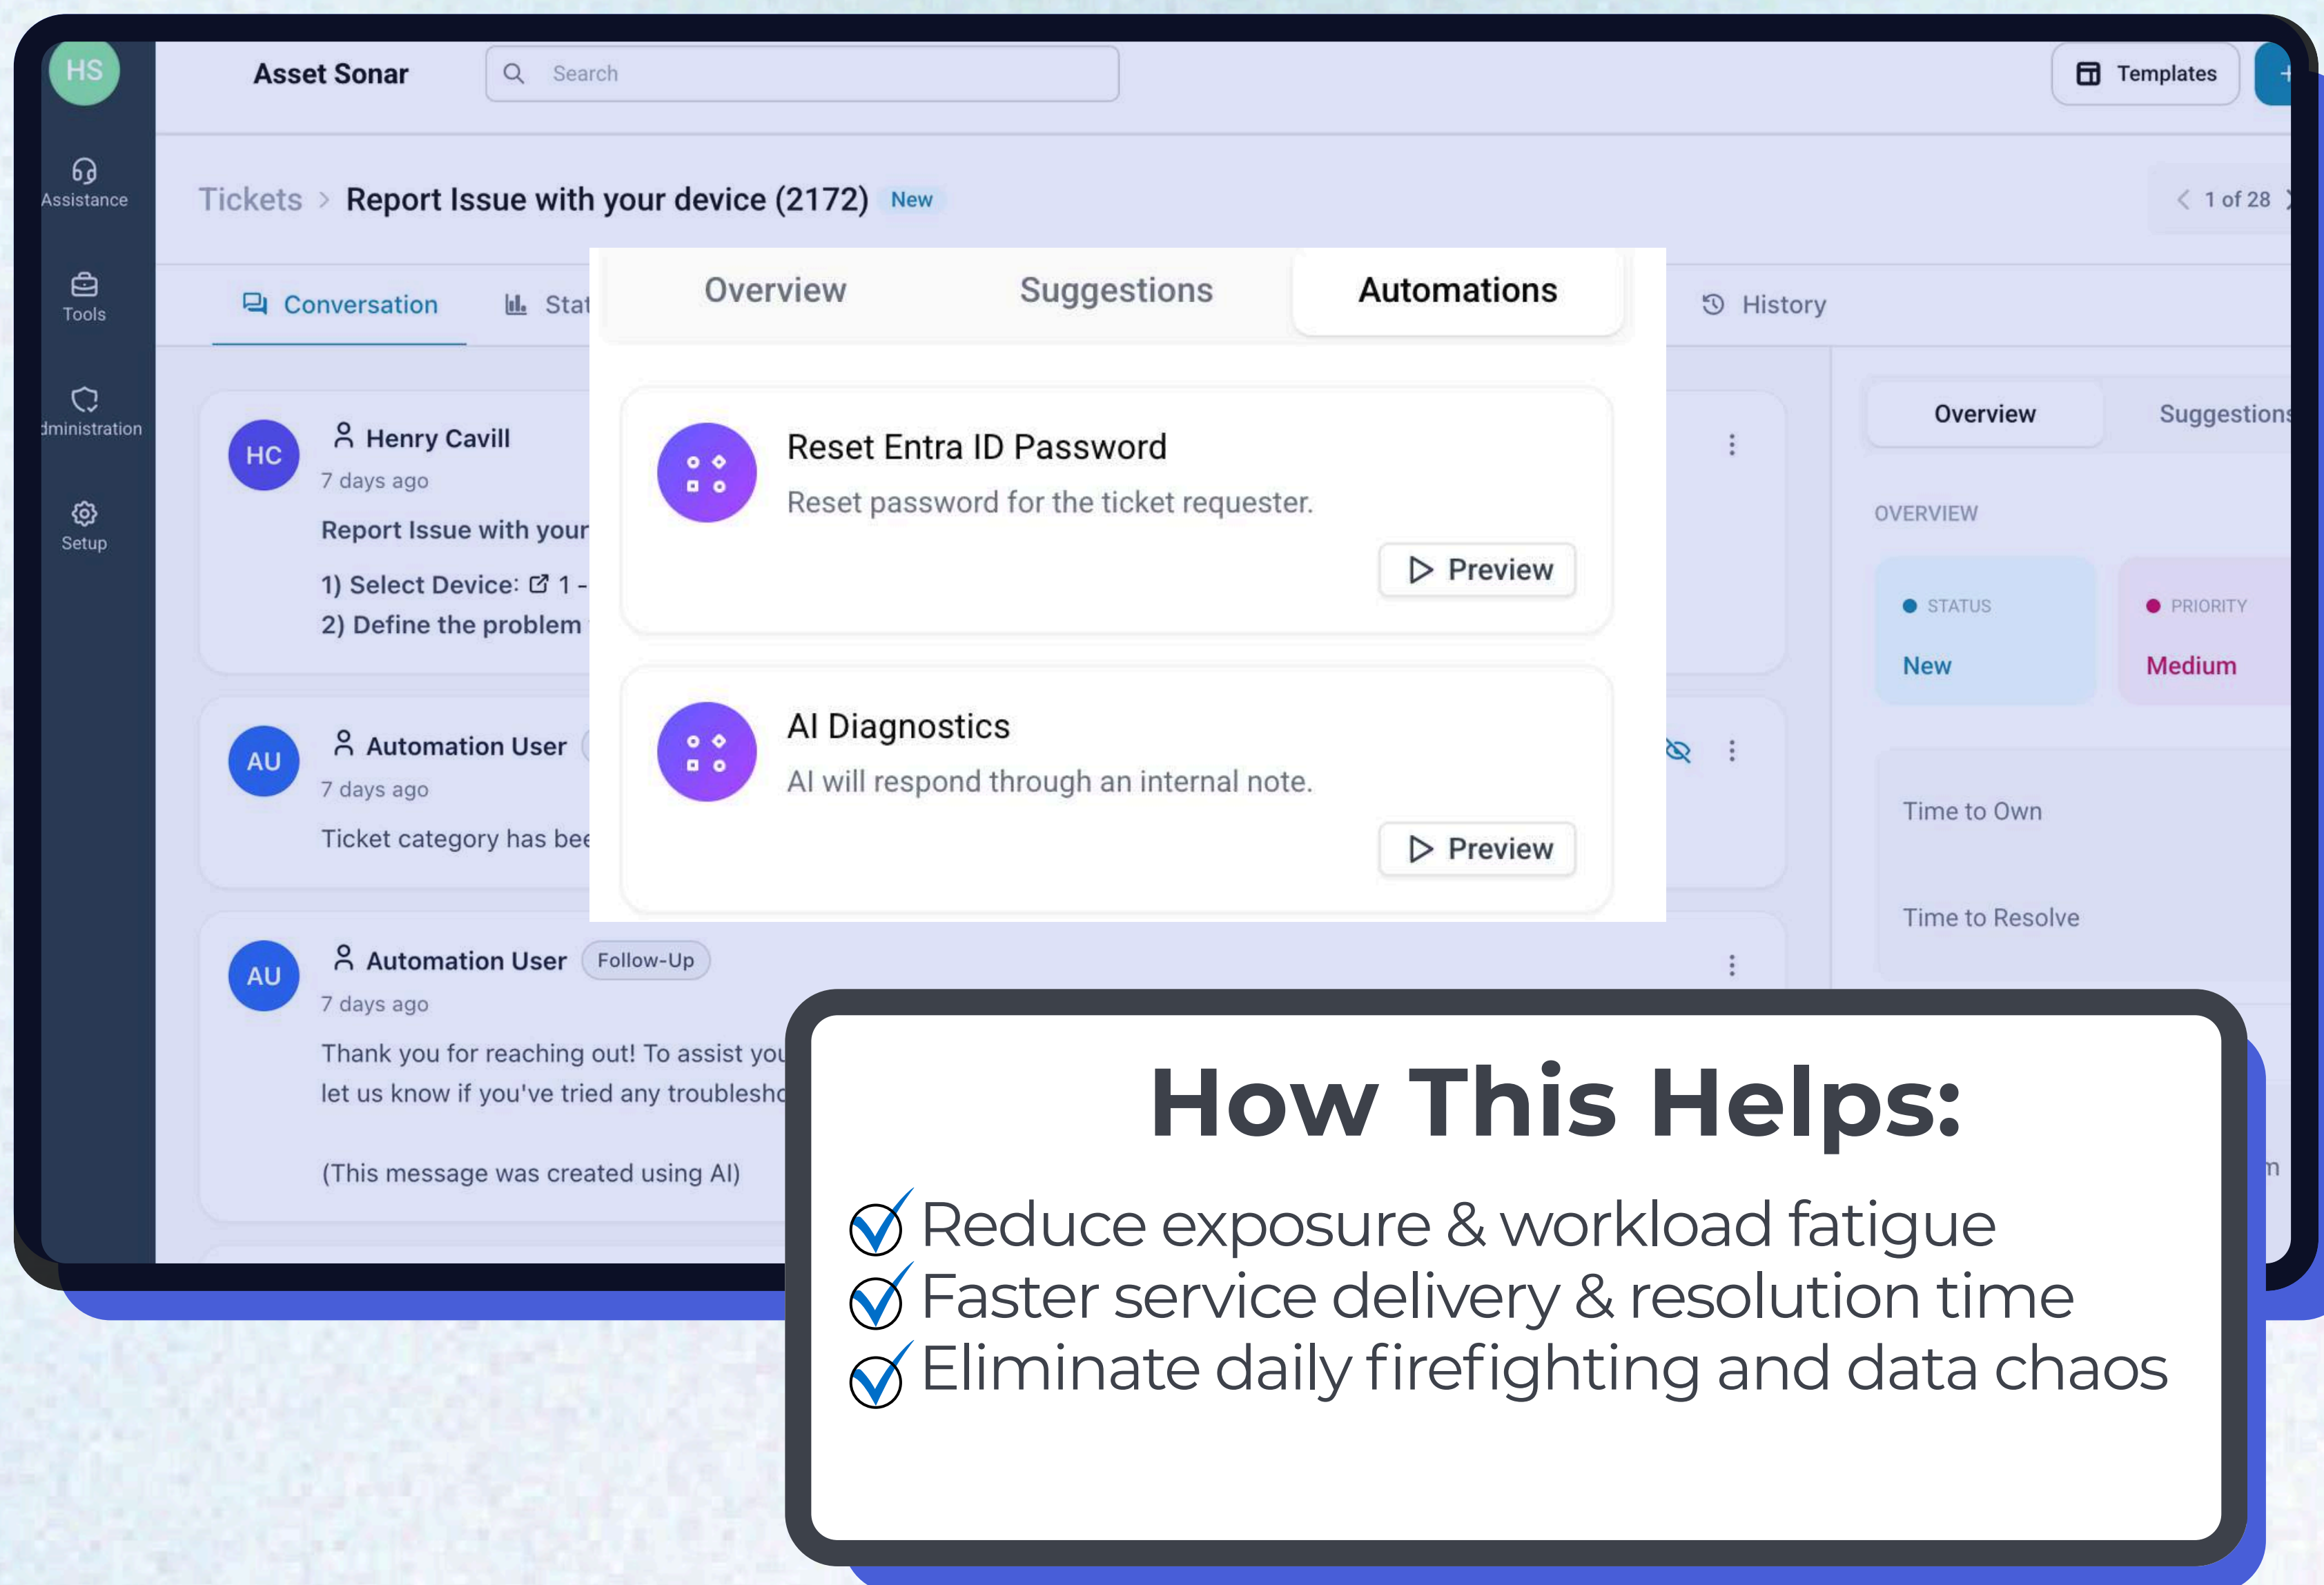 HS
Asset Sonar
Search
Templates
Assistance
Tools
dministration
Setup
Tickets > Report Issue with your device (2172) New
1 of 28
Conversation
Stat
History
Overview
Suggestions
Automations
Reset Entra ID Password
Reset password for the ticket requester.
Preview
AI Diagnostics
AI will respond through an internal note.
Preview
HC
Henry Cavill
7 days ago
Report Issue with your
1) Select Device: 1 -
2) Define the problem
AU
Automation User
7 days ago
Ticket category has bee
AU
Automation User Follow-Up
7 days ago
Thank you for reaching out! To assist you
let us know if you've tried any troublesho
(This message was created using AI)
Overview
Suggestions
OVERVIEW
STATUS
New
PRIORITY
Medium
Time to Own
Time to Resolve
m
How This Helps:
Reduce exposure & workload fatigue
Faster service delivery & resolution time
Eliminate daily firefighting and data chaos